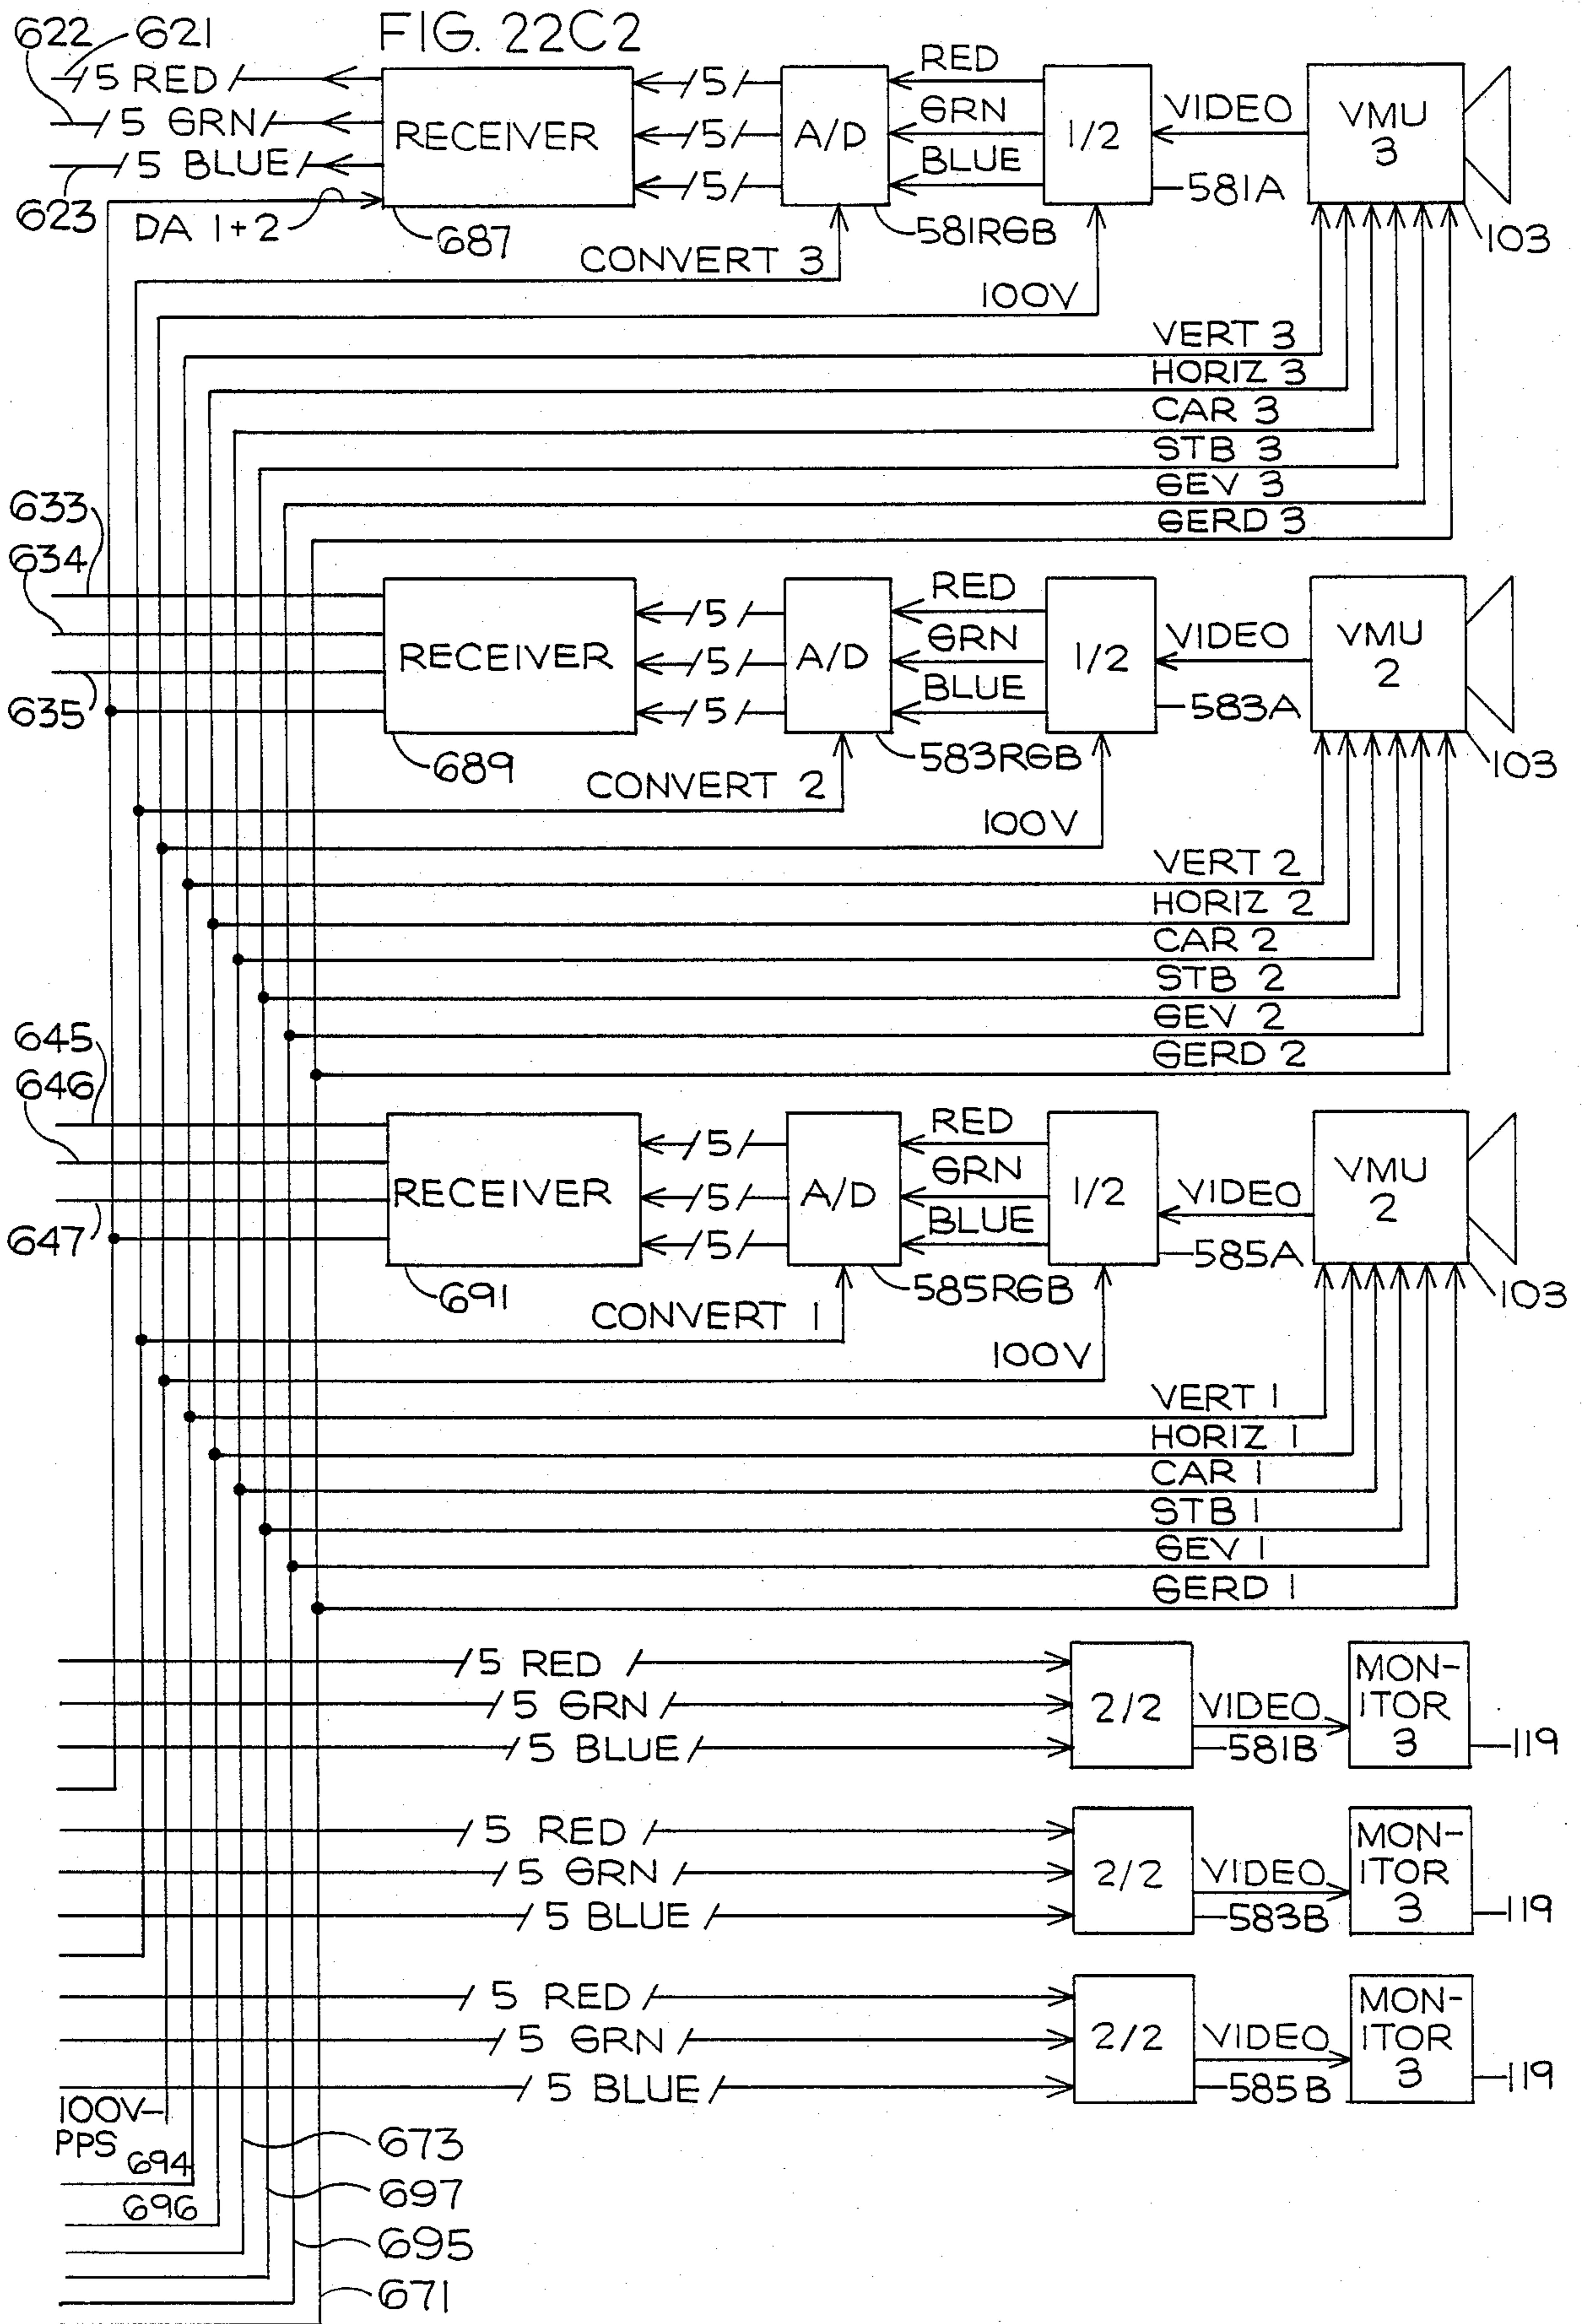 FIG. 22C2
622
621
5 RED
5 GRN
5 BLUE
623
DA 1+2
RECEIVER
687
5
5
5
A/D
581RGB
RED
GRN
BLUE
1/2
581A
VIDEO
VMU
3
103
CONVERT 3
100V
VERT 3
HORIZ 3
CAR 3
STB 3
GEV 3
GERD 3
633
634
635
RECEIVER
689
5
5
5
A/D
583RGB
RED
GRN
BLUE
1/2
583A
VIDEO
VMU
2
103
CONVERT 2
100V
VERT 2
HORIZ 2
CAR 2
STB 2
GEV 2
GERD 2
645
646
647
RECEIVER
691
5
5
5
A/D
585RGB
RED
GRN
BLUE
1/2
585A
VIDEO
VMU
2
103
CONVERT 1
100V
VERT 1
HORIZ 1
CAR 1
STB 1
GEV 1
GERD 1
5 RED
5 GRN
5 BLUE
2/2
VIDEO
581B
MON-
ITOR
3
119
5 RED
5 GRN
5 BLUE
2/2
VIDEO
583B
MON-
ITOR
3
119
5 RED
5 GRN
5 BLUE
2/2
VIDEO
585B
MON-
ITOR
3
119
100V-
PPS
694
696
673
697
695
671